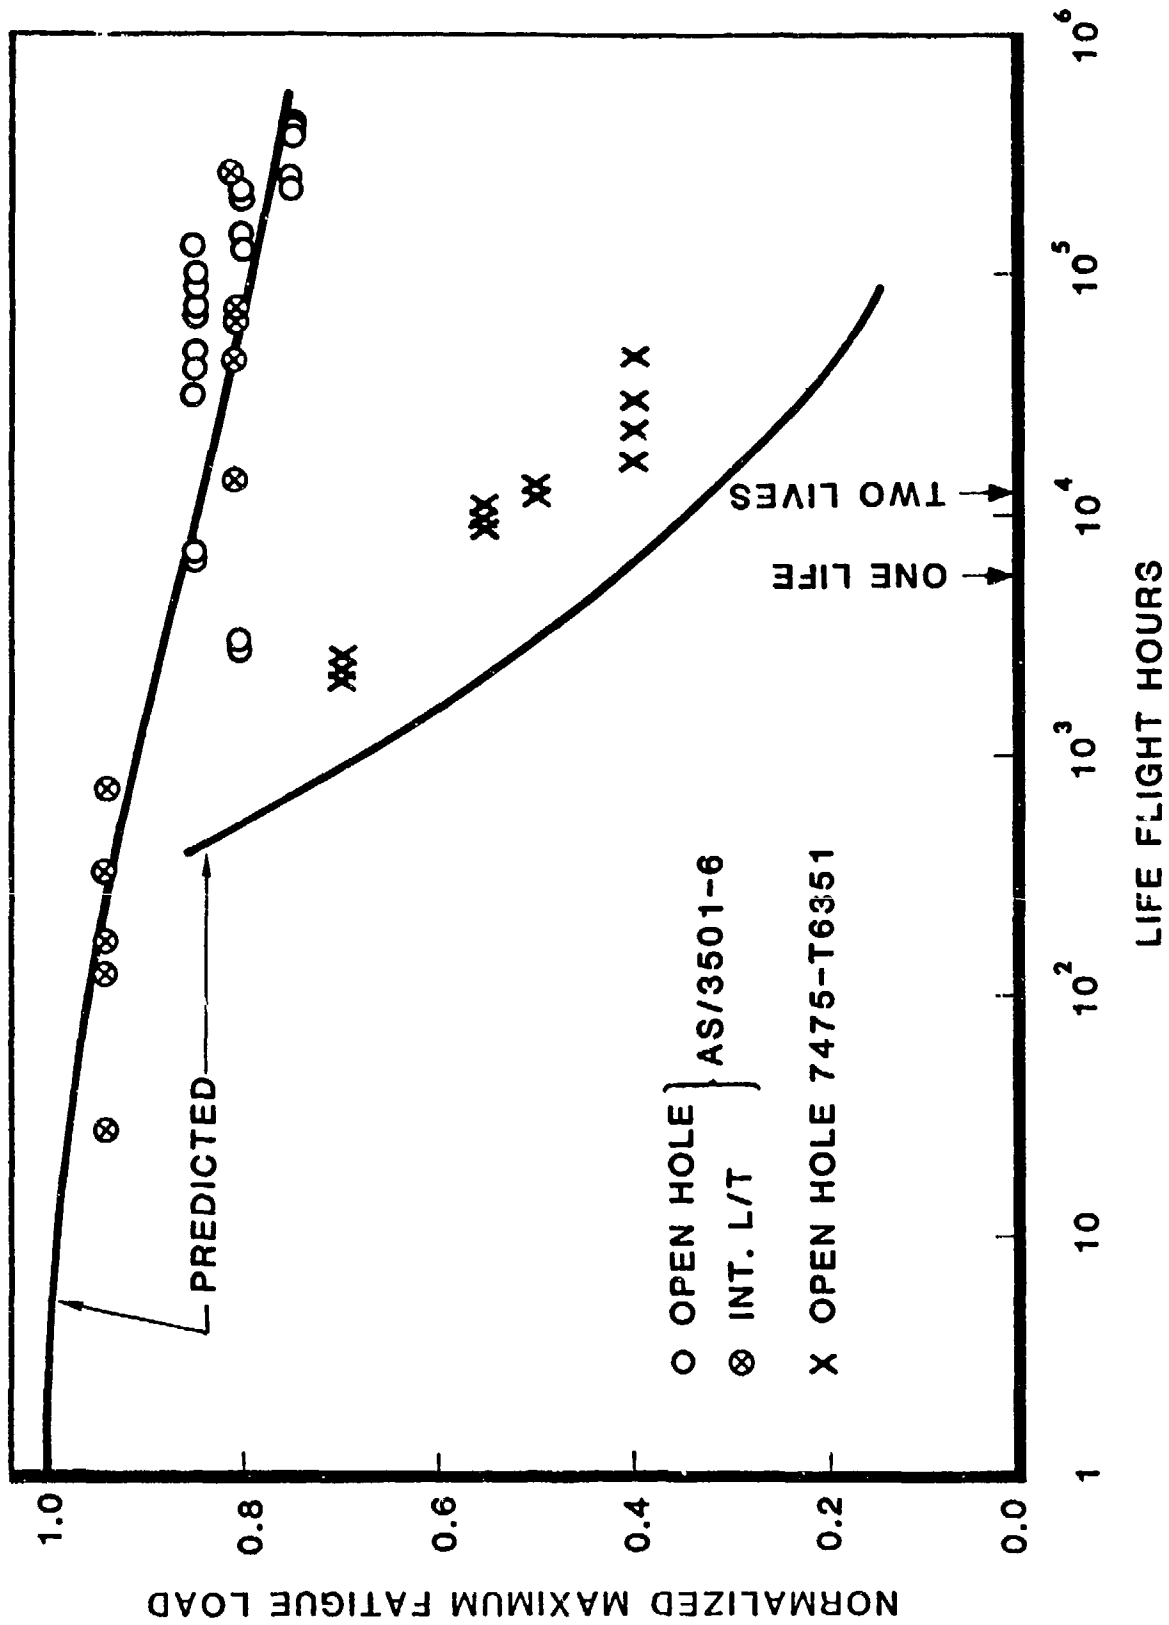 NORMALIZED MAXIMUM FATIGUE LOAD
1.0
0.8
0.6
0.4
0.2
0.0
PREDICTED
O OPEN HOLE
⊗ INT. L/T
AS/3501-6
X OPEN HOLE 7475-T6351
ONE LIFE
TWO LIVES
1
10
10²
10³
10⁴
10⁵
10⁶
LIFE FLIGHT HOURS